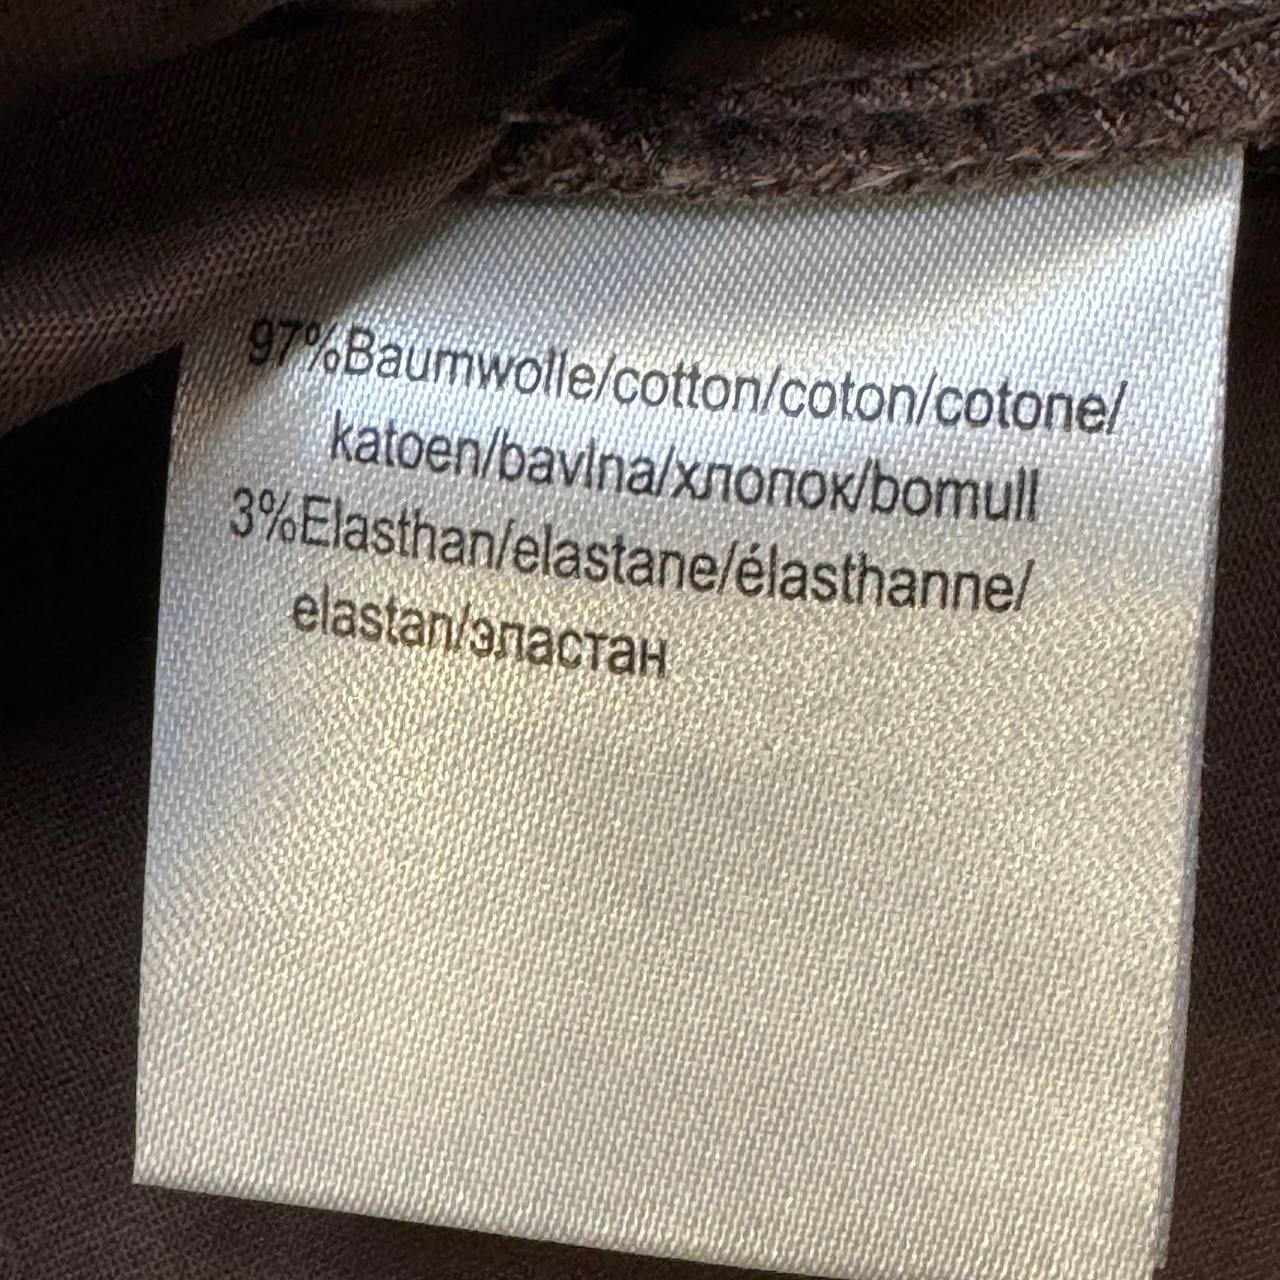 97%Baumwolle/cotton/coton/cotone/
katoen/bavlna/хлопок/bomull
3%Elasthan/elastane/élasthanne/
elastan/эластан